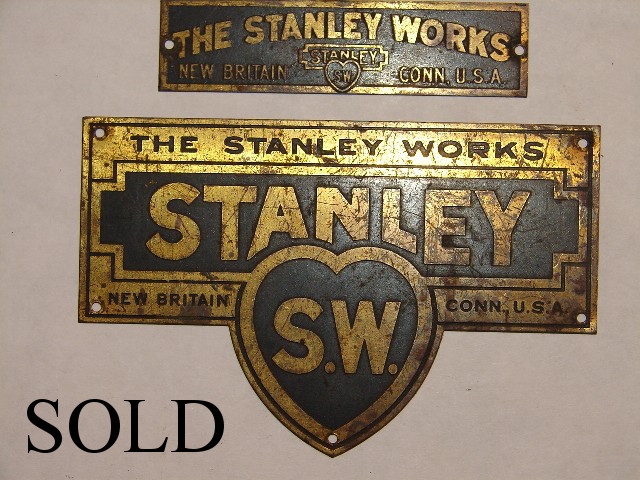 THE STANLEY WORKS
STANLEY
NEW BRITAIN S.W. CONN. U.S.A.
THE STANLEY WORKS
STANLEY
NEW BRITAIN CONN. U.S.A.
S.W.
SOLD